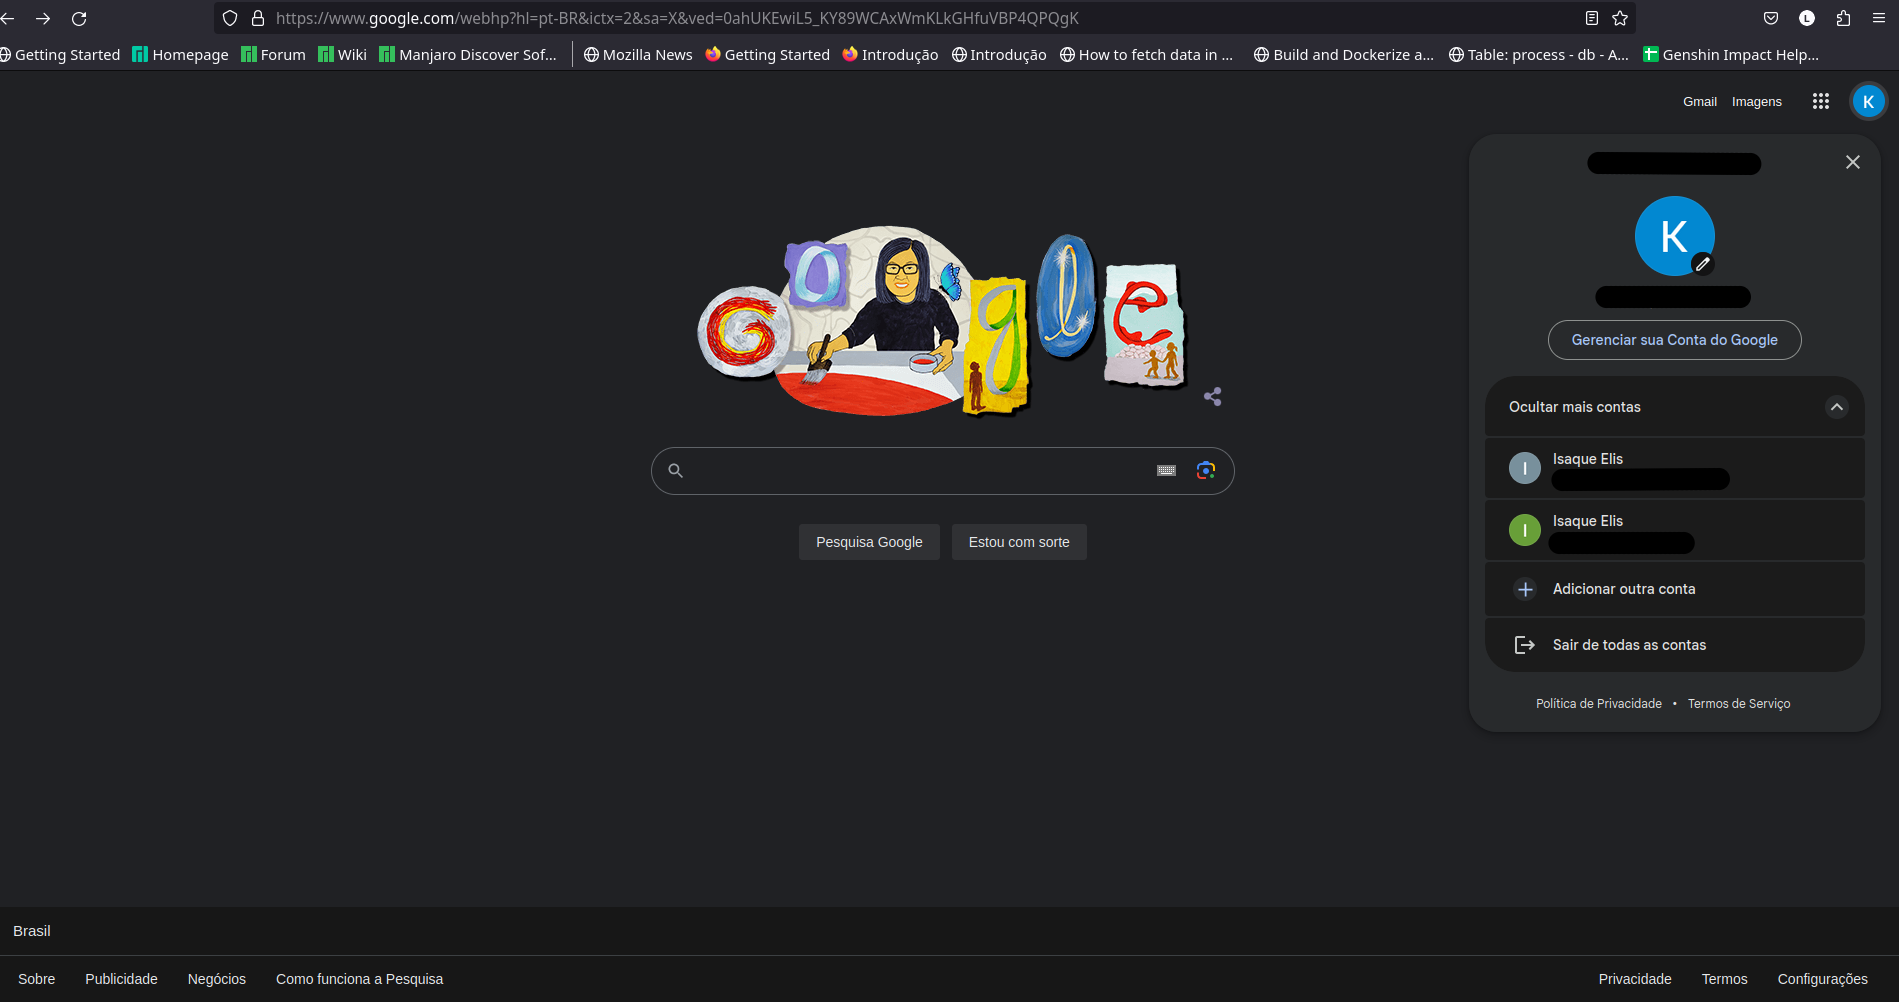 https://www.google.com/webhp?hl=pt-BR&ictx=2&sa=X&ved=0ahUKEwiL5_KY89WCAxWmKLkGHfuVBP4QPQgK
L
Getting Started Homepage Forum Wiki Manjaro Discover Sof... Mozilla News Getting Started Introdução Introdução How to fetch data in ... Build and Dockerize a... Table: process - db - A... Genshin Impact Help...
Gmail Imagens K
K
Gerenciar sua Conta do Google
Ocultar mais contas
I Isaque Elis
I Isaque Elis
Adicionar outra conta
Sair de todas as contas
Política de Privacidade • Termos de Serviço
Google
Pesquisa Google Estou com sorte
Brasil
Sobre Publicidade Negócios Como funciona a Pesquisa Privacidade Termos Configurações